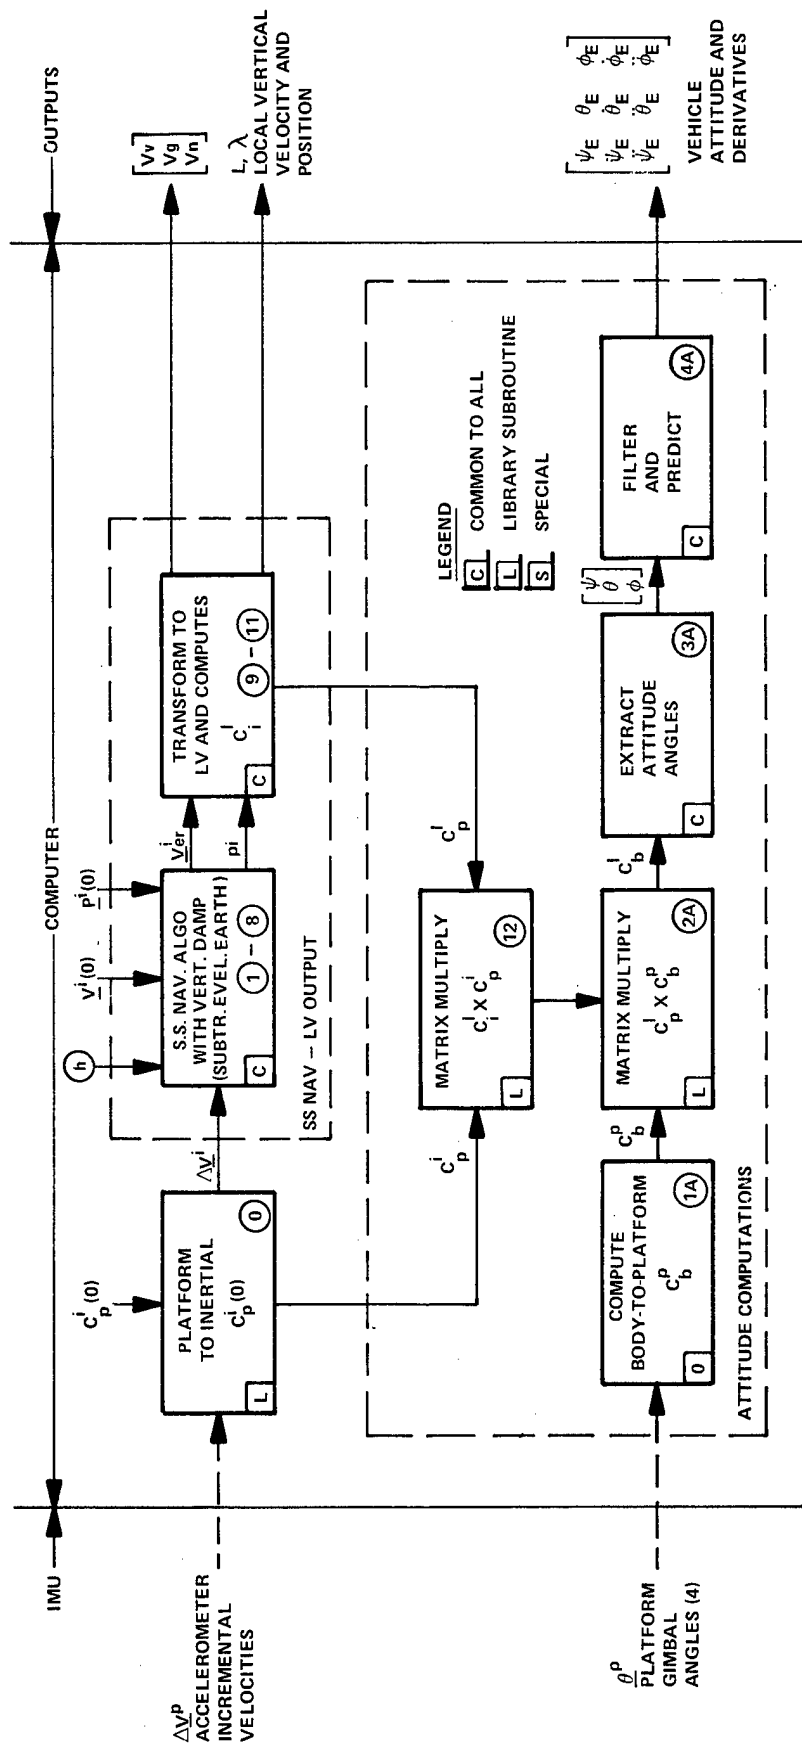 IMU
COMPUTER
OUTPUTS
ΔV^p
ACCELEROMETER
INCREMENTAL
VELOCITIES
C_p^i (0)
PLATFORM
TO INERTIAL
C_p^i (0)
0
L
ΔV^i
h
V^i (0)
P^i (0)
S.S. NAV. ALGO
WITH VERT. DAMP
(SUBTR. EVEL. EARTH)
1 – 8
C
SS NAV – LV OUTPUT
V_er^i
pi
TRANSFORM TO
LV AND COMPUTES
C_i^l
9 – 11
C
[Vv
Vg
Vn]
L, λ
LOCAL VERTICAL
VELOCITY AND
POSITION
C_p^i
C_p^l
MATRIX MULTIPLY
C_i^l X C_p^i
12
L
LEGEND
C COMMON TO ALL
L LIBRARY SUBROUTINE
S SPECIAL
θ^p
PLATFORM
GIMBAL
ANGLES (4)
COMPUTE
BODY-TO-PLATFORM
C_b^p
1A
0
C_b^p
MATRIX MULTIPLY
C_p^l X C_b^p
2A
L
C_b^l
EXTRACT
ATTITUDE
ANGLES
3A
C
[ψ
θ
φ]
FILTER
AND
PREDICT
4A
C
[ψ_E θ_E φ_E
ψ̇_E θ̇_E φ̇_E
ψ̈_E θ̈_E φ̈_E]
VEHICLE
ATTITUDE AND
DERIVATIVES
ATTITUDE COMPUTATIONS